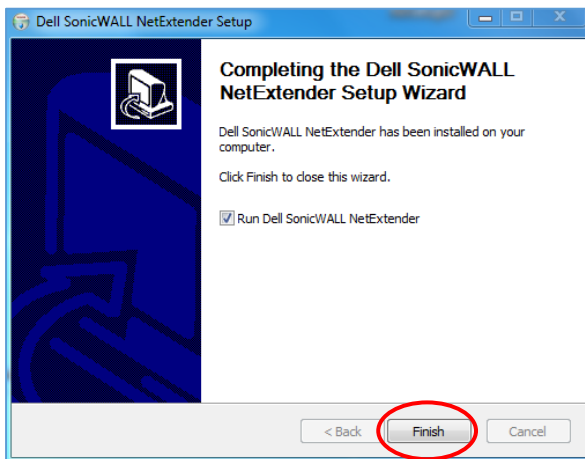 Dell SonicWALL NetExtender Setup
Completing the Dell SonicWALL
NetExtender Setup Wizard
Dell SonicWALL NetExtender has been installed on your
computer.
Click Finish to close this wizard.
Run Dell SonicWALL NetExtender
< Back Finish Cancel